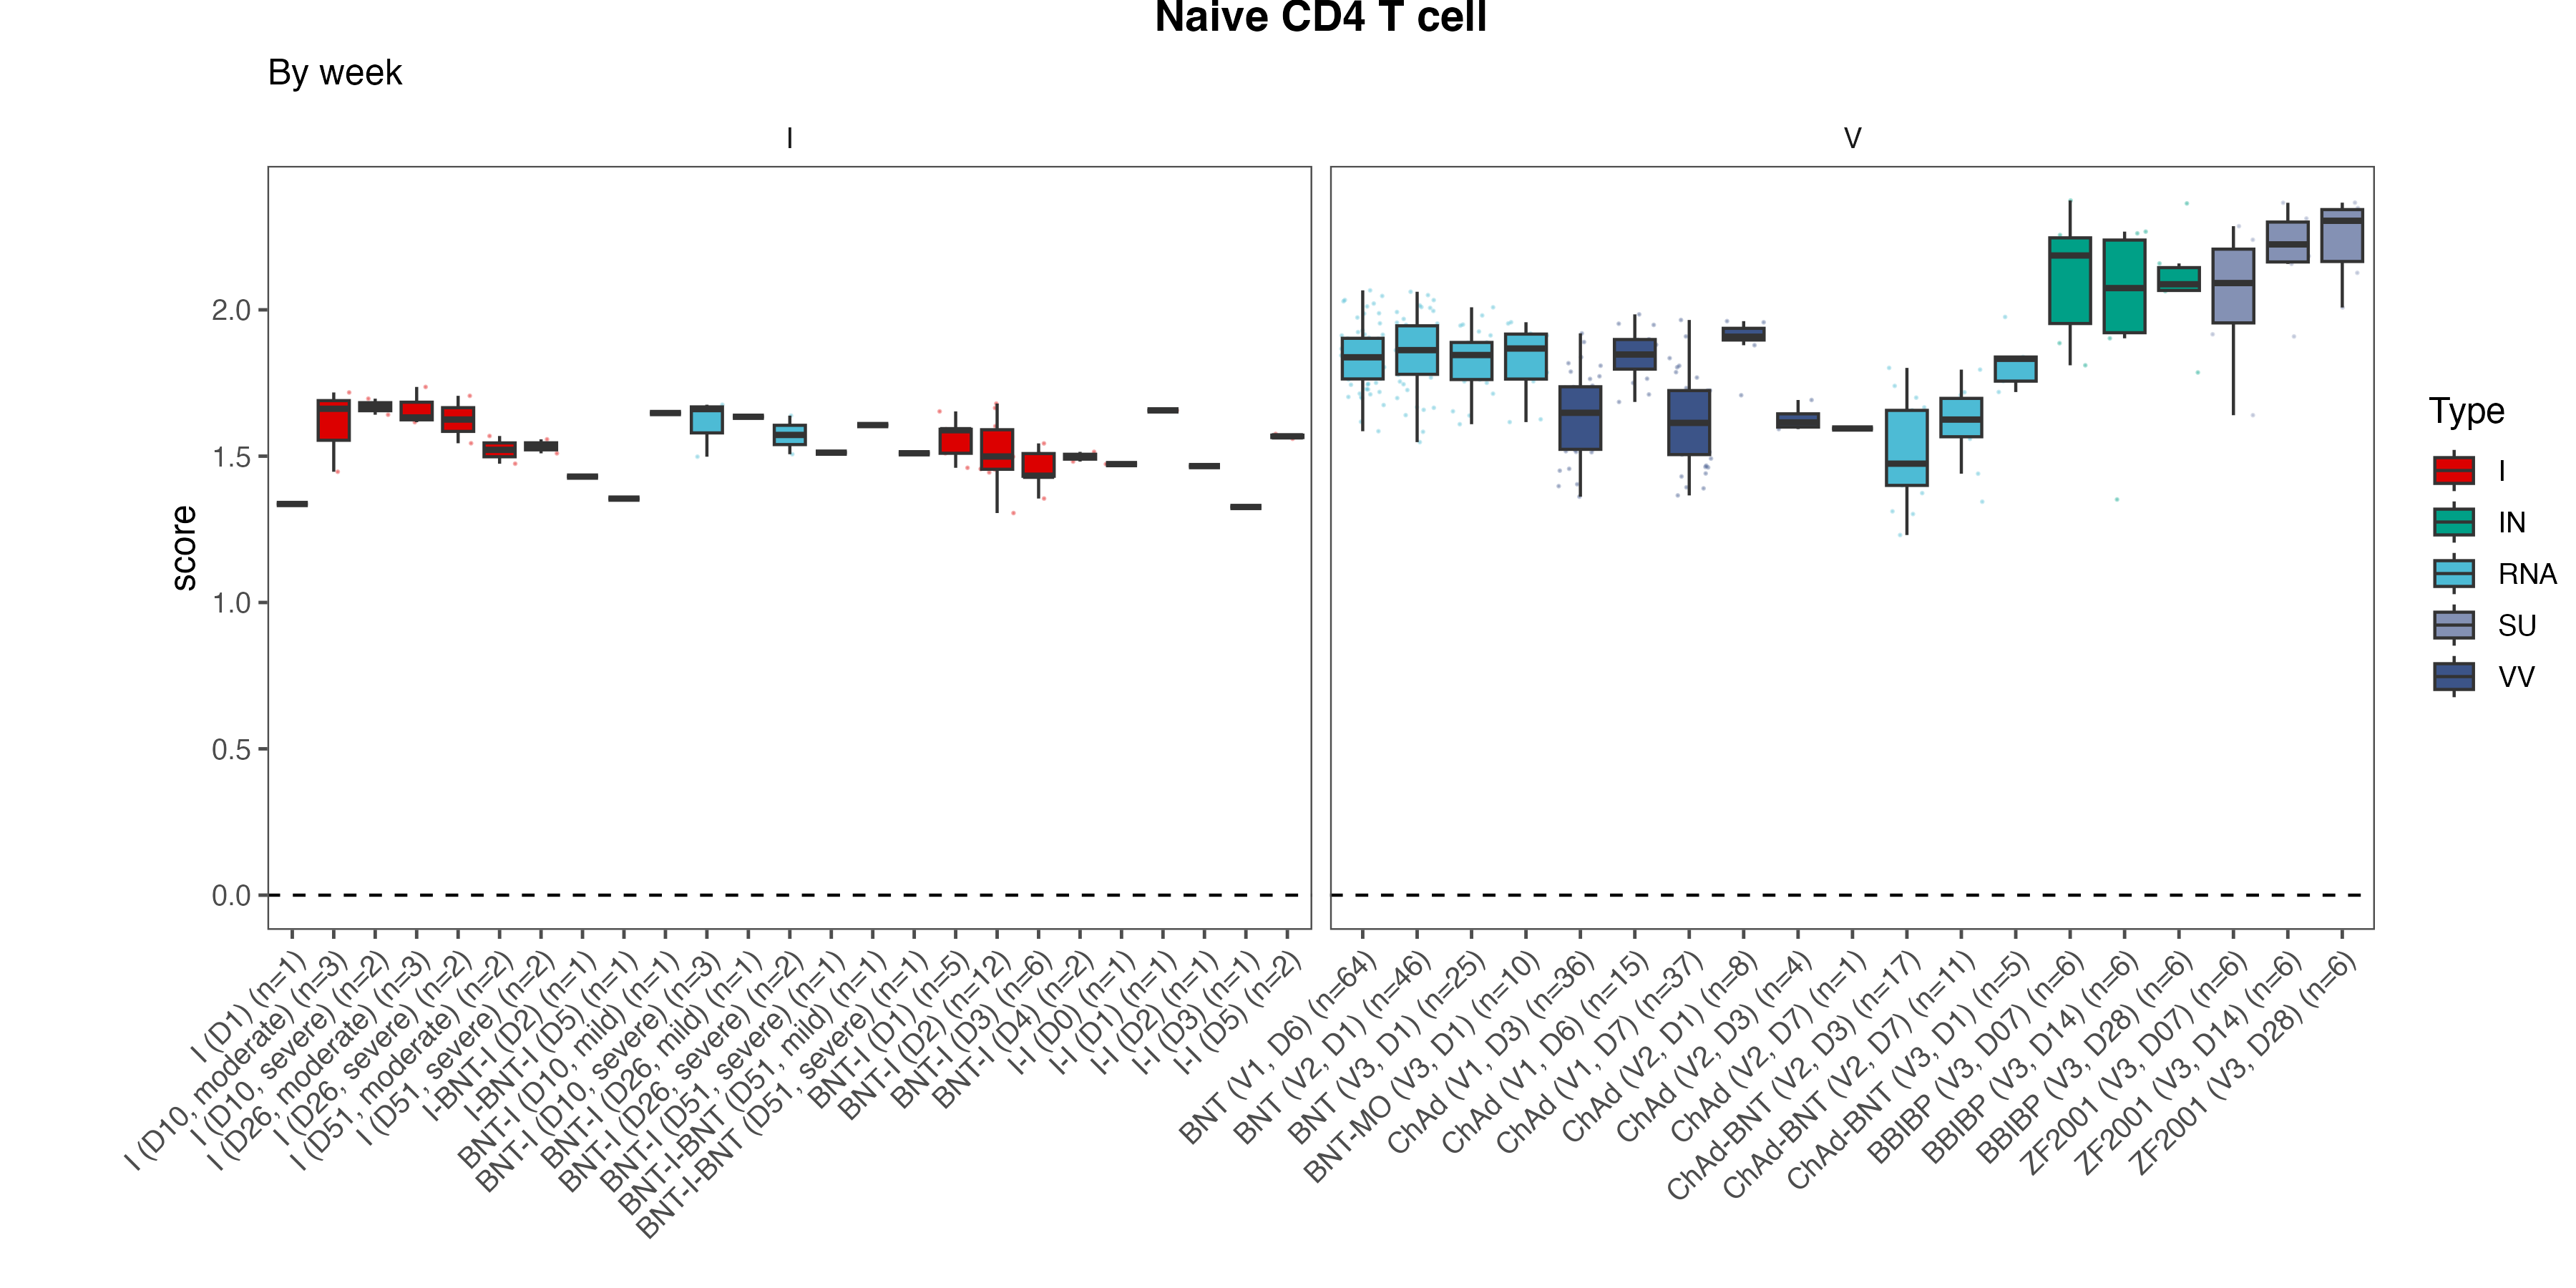 Naive CD4 T cell
By week
I
V
score
2.0
1.5
1.0
0.5
0.0
I (D1) (n=1)
I (D10, moderate) (n=3)
I (D10, severe) (n=2)
I (D26, moderate) (n=3)
I (D26, severe) (n=2)
I (D51, moderate) (n=2)
I (D51, severe) (n=2)
I-BNT-I (D2) (n=1)
I-BNT-I (D5) (n=1)
BNT-I (D10, mild) (n=1)
BNT-I (D10, severe) (n=3)
BNT-I (D26, mild) (n=1)
BNT-I (D26, severe) (n=2)
BNT-I (D51, severe) (n=1)
BNT-I-BNT (D51, mild) (n=1)
BNT-I-BNT (D51, severe) (n=1)
BNT-I (D1) (n=5)
BNT-I (D2) (n=12)
BNT-I (D3) (n=6)
BNT-I (D4) (n=2)
I-I (D0) (n=1)
I-I (D1) (n=1)
I-I (D2) (n=1)
I-I (D3) (n=1)
I-I (D5) (n=2)
BNT (V1, D6) (n=64)
BNT (V2, D1) (n=46)
BNT (V3, D1) (n=25)
BNT-MO (V3, D1) (n=10)
ChAd (V1, D3) (n=36)
ChAd (V1, D6) (n=15)
ChAd (V1, D7) (n=37)
ChAd (V2, D1) (n=8)
ChAd (V2, D3) (n=4)
ChAd (V2, D7) (n=1)
ChAd-BNT (V2, D3) (n=17)
ChAd-BNT (V2, D7) (n=11)
ChAd-BNT (V3, D1) (n=5)
BBIBP (V3, D07) (n=6)
BBIBP (V3, D14) (n=6)
BBIBP (V3, D28) (n=6)
ZF2001 (V3, D07) (n=6)
ZF2001 (V3, D14) (n=6)
ZF2001 (V3, D28) (n=6)
Type
I
IN
RNA
SU
VV